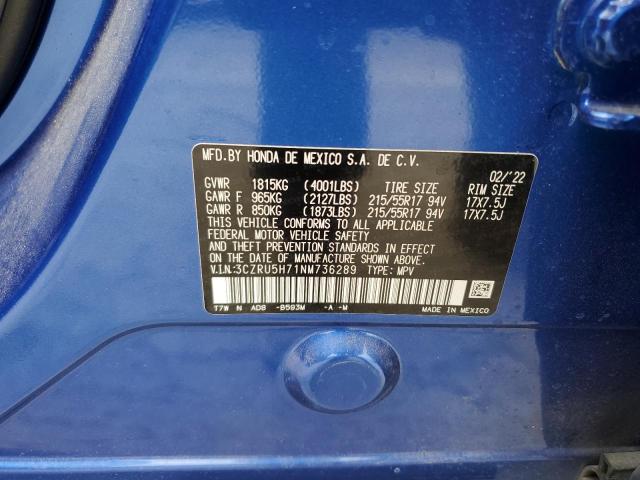 MFD.BY HONDA DE MEXICO S.A. DE C.V.
02/'22
GVWR 1815KG (4001LBS) TIRE SIZE RIM SIZE
GAWR F 965KG (2127LBS) 215/55R17 94V 17X7.5J
GAWR R 850KG (1873LBS) 215/55R17 94V 17X7.5J
THIS VEHICLE CONFORMS TO ALL APPLICABLE
FEDERAL MOTOR VEHICLE SAFETY
AND THEFT PREVENTION STANDARDS IN EFFECT
ON THE DATE OF MANUFACTURE SHOWN ABOVE.
V.I.N:3CZRU5H71NM736289 TYPE: MPV
T7W N AD8 -B593M -A -M MADE IN MEXICO